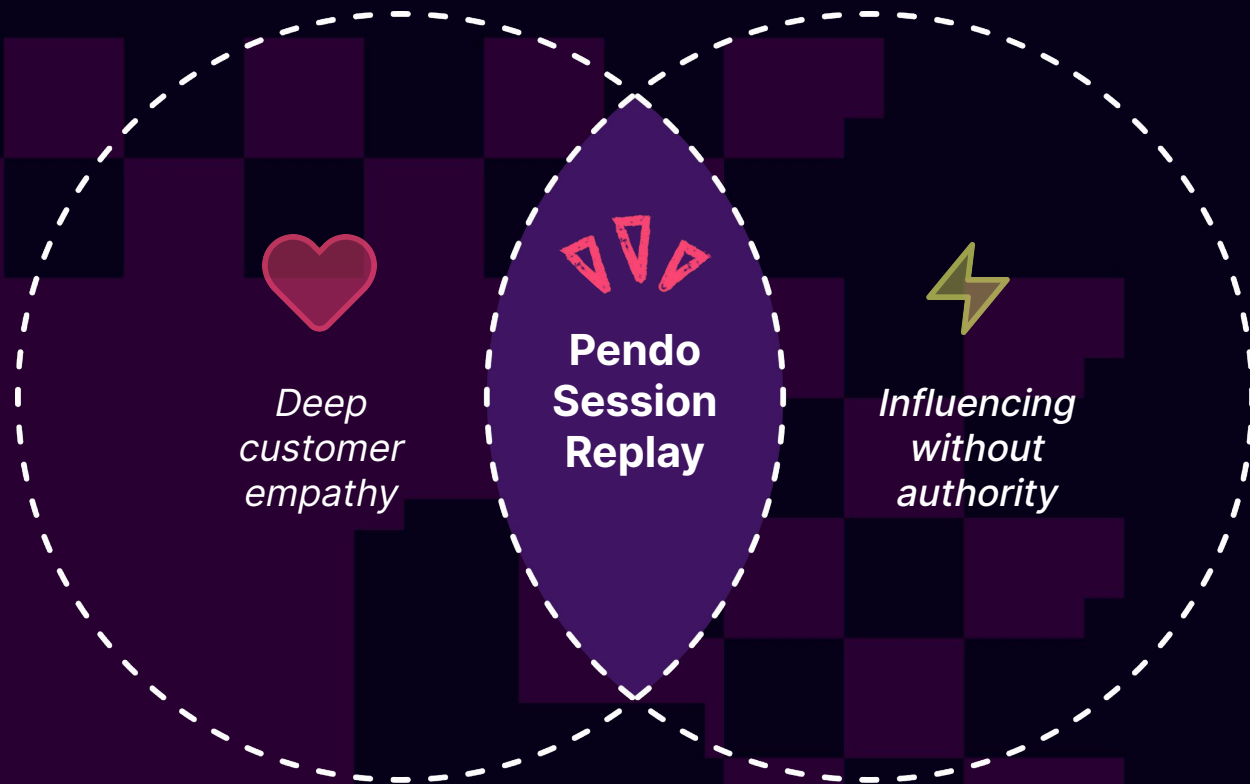 Deep
customer
empathy
Pendo
Session
Replay
Influencing
without
authority